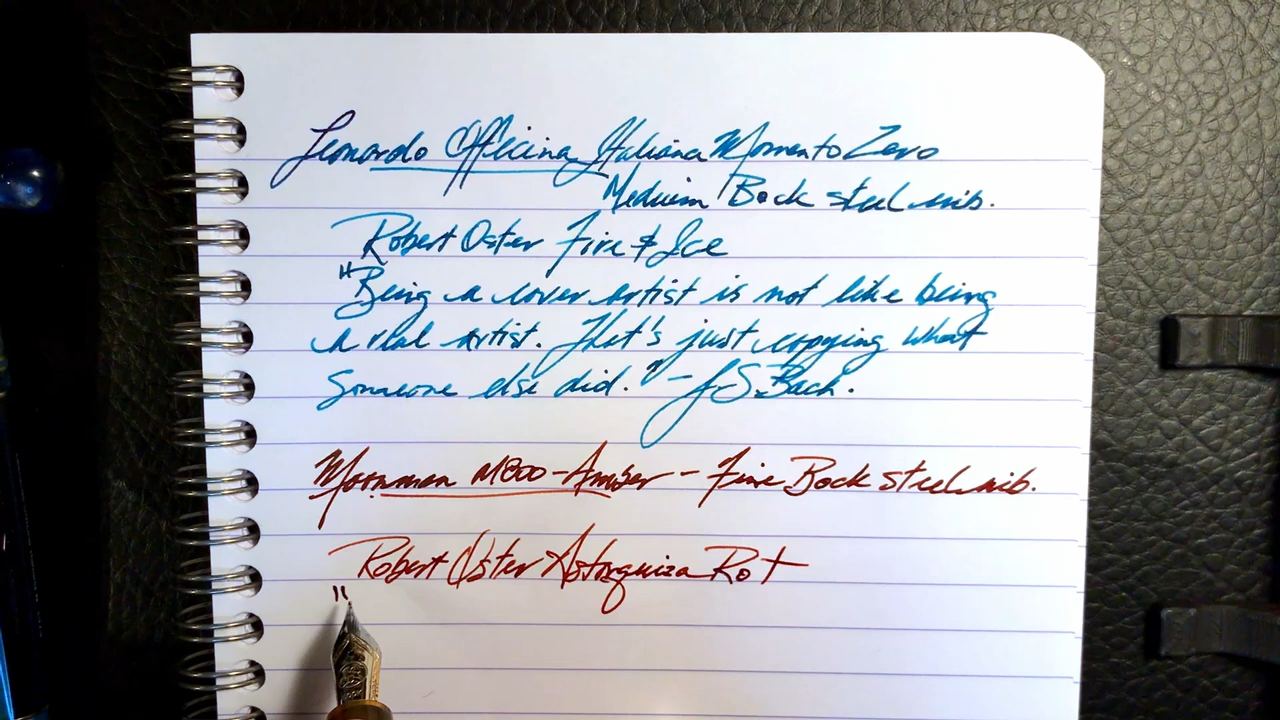 Leonardo Officina Italiana Momento Zero
Medium Bock steel nib.
Robert Oster Fire & Ice
"Being a cover artist is not like being
a real artist. That's just copying what
someone else did." - J.S. Bach.
Moonman M800 - Amber - Fine Bock steel nib.
Robert Oster Astorquiza Rot
"